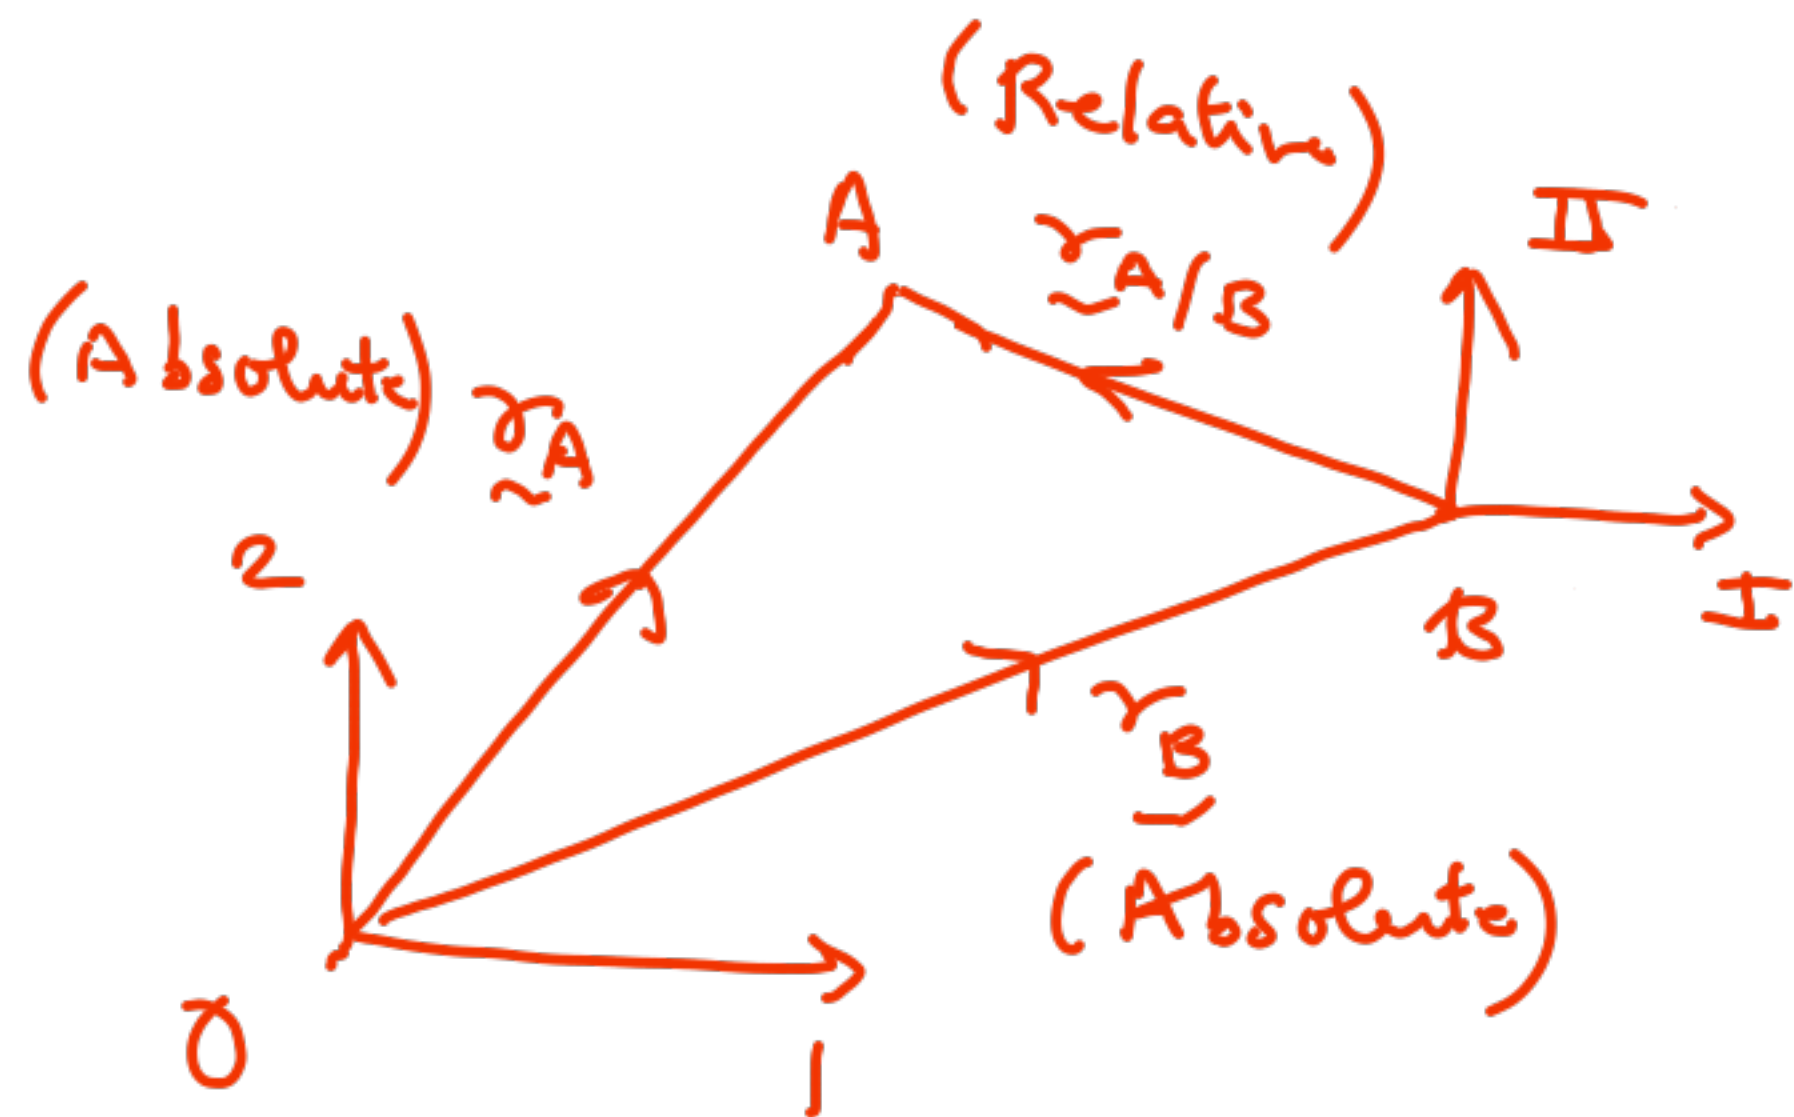 (Relative)
A
r A/B
II
(Absolute) r A
2
B
I
r B
(Absolute)
O
1